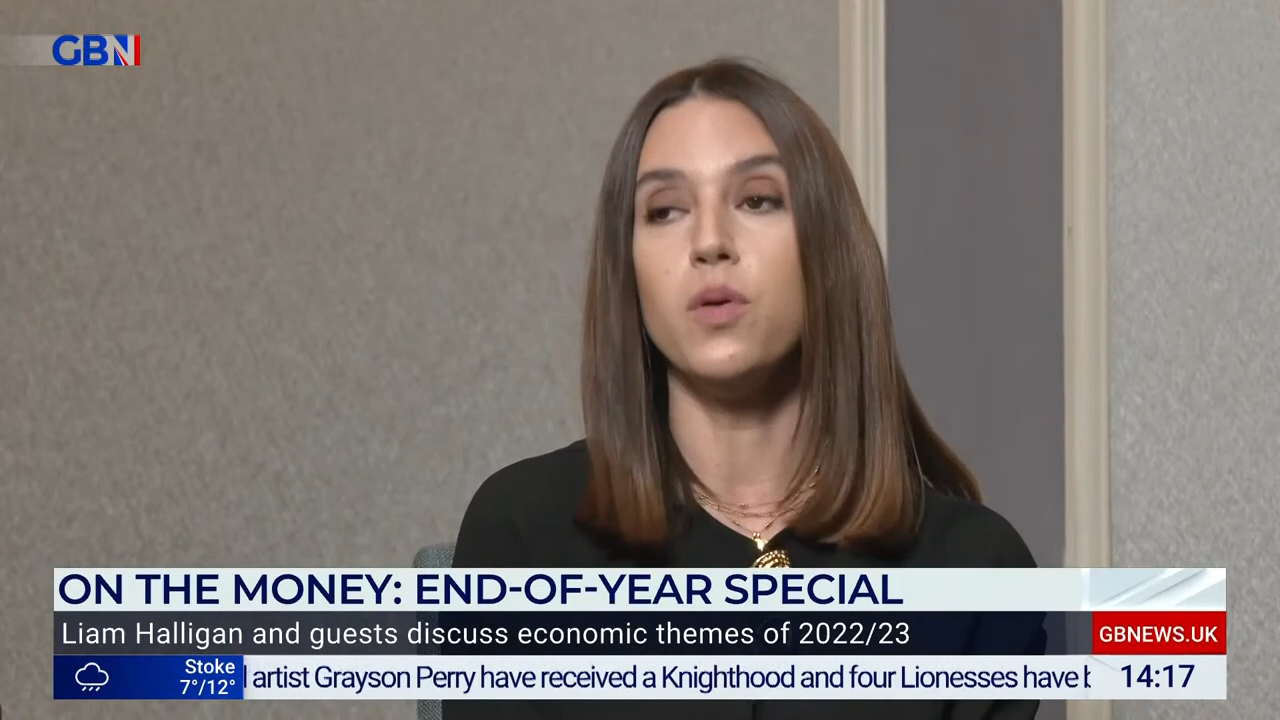 GBN
ON THE MONEY: END-OF-YEAR SPECIAL
Liam Halligan and guests discuss economic themes of 2022/23
GBNEWS.UK
Stoke
7°/12°
artist Grayson Perry have received a Knighthood and four Lionesses have
14:17